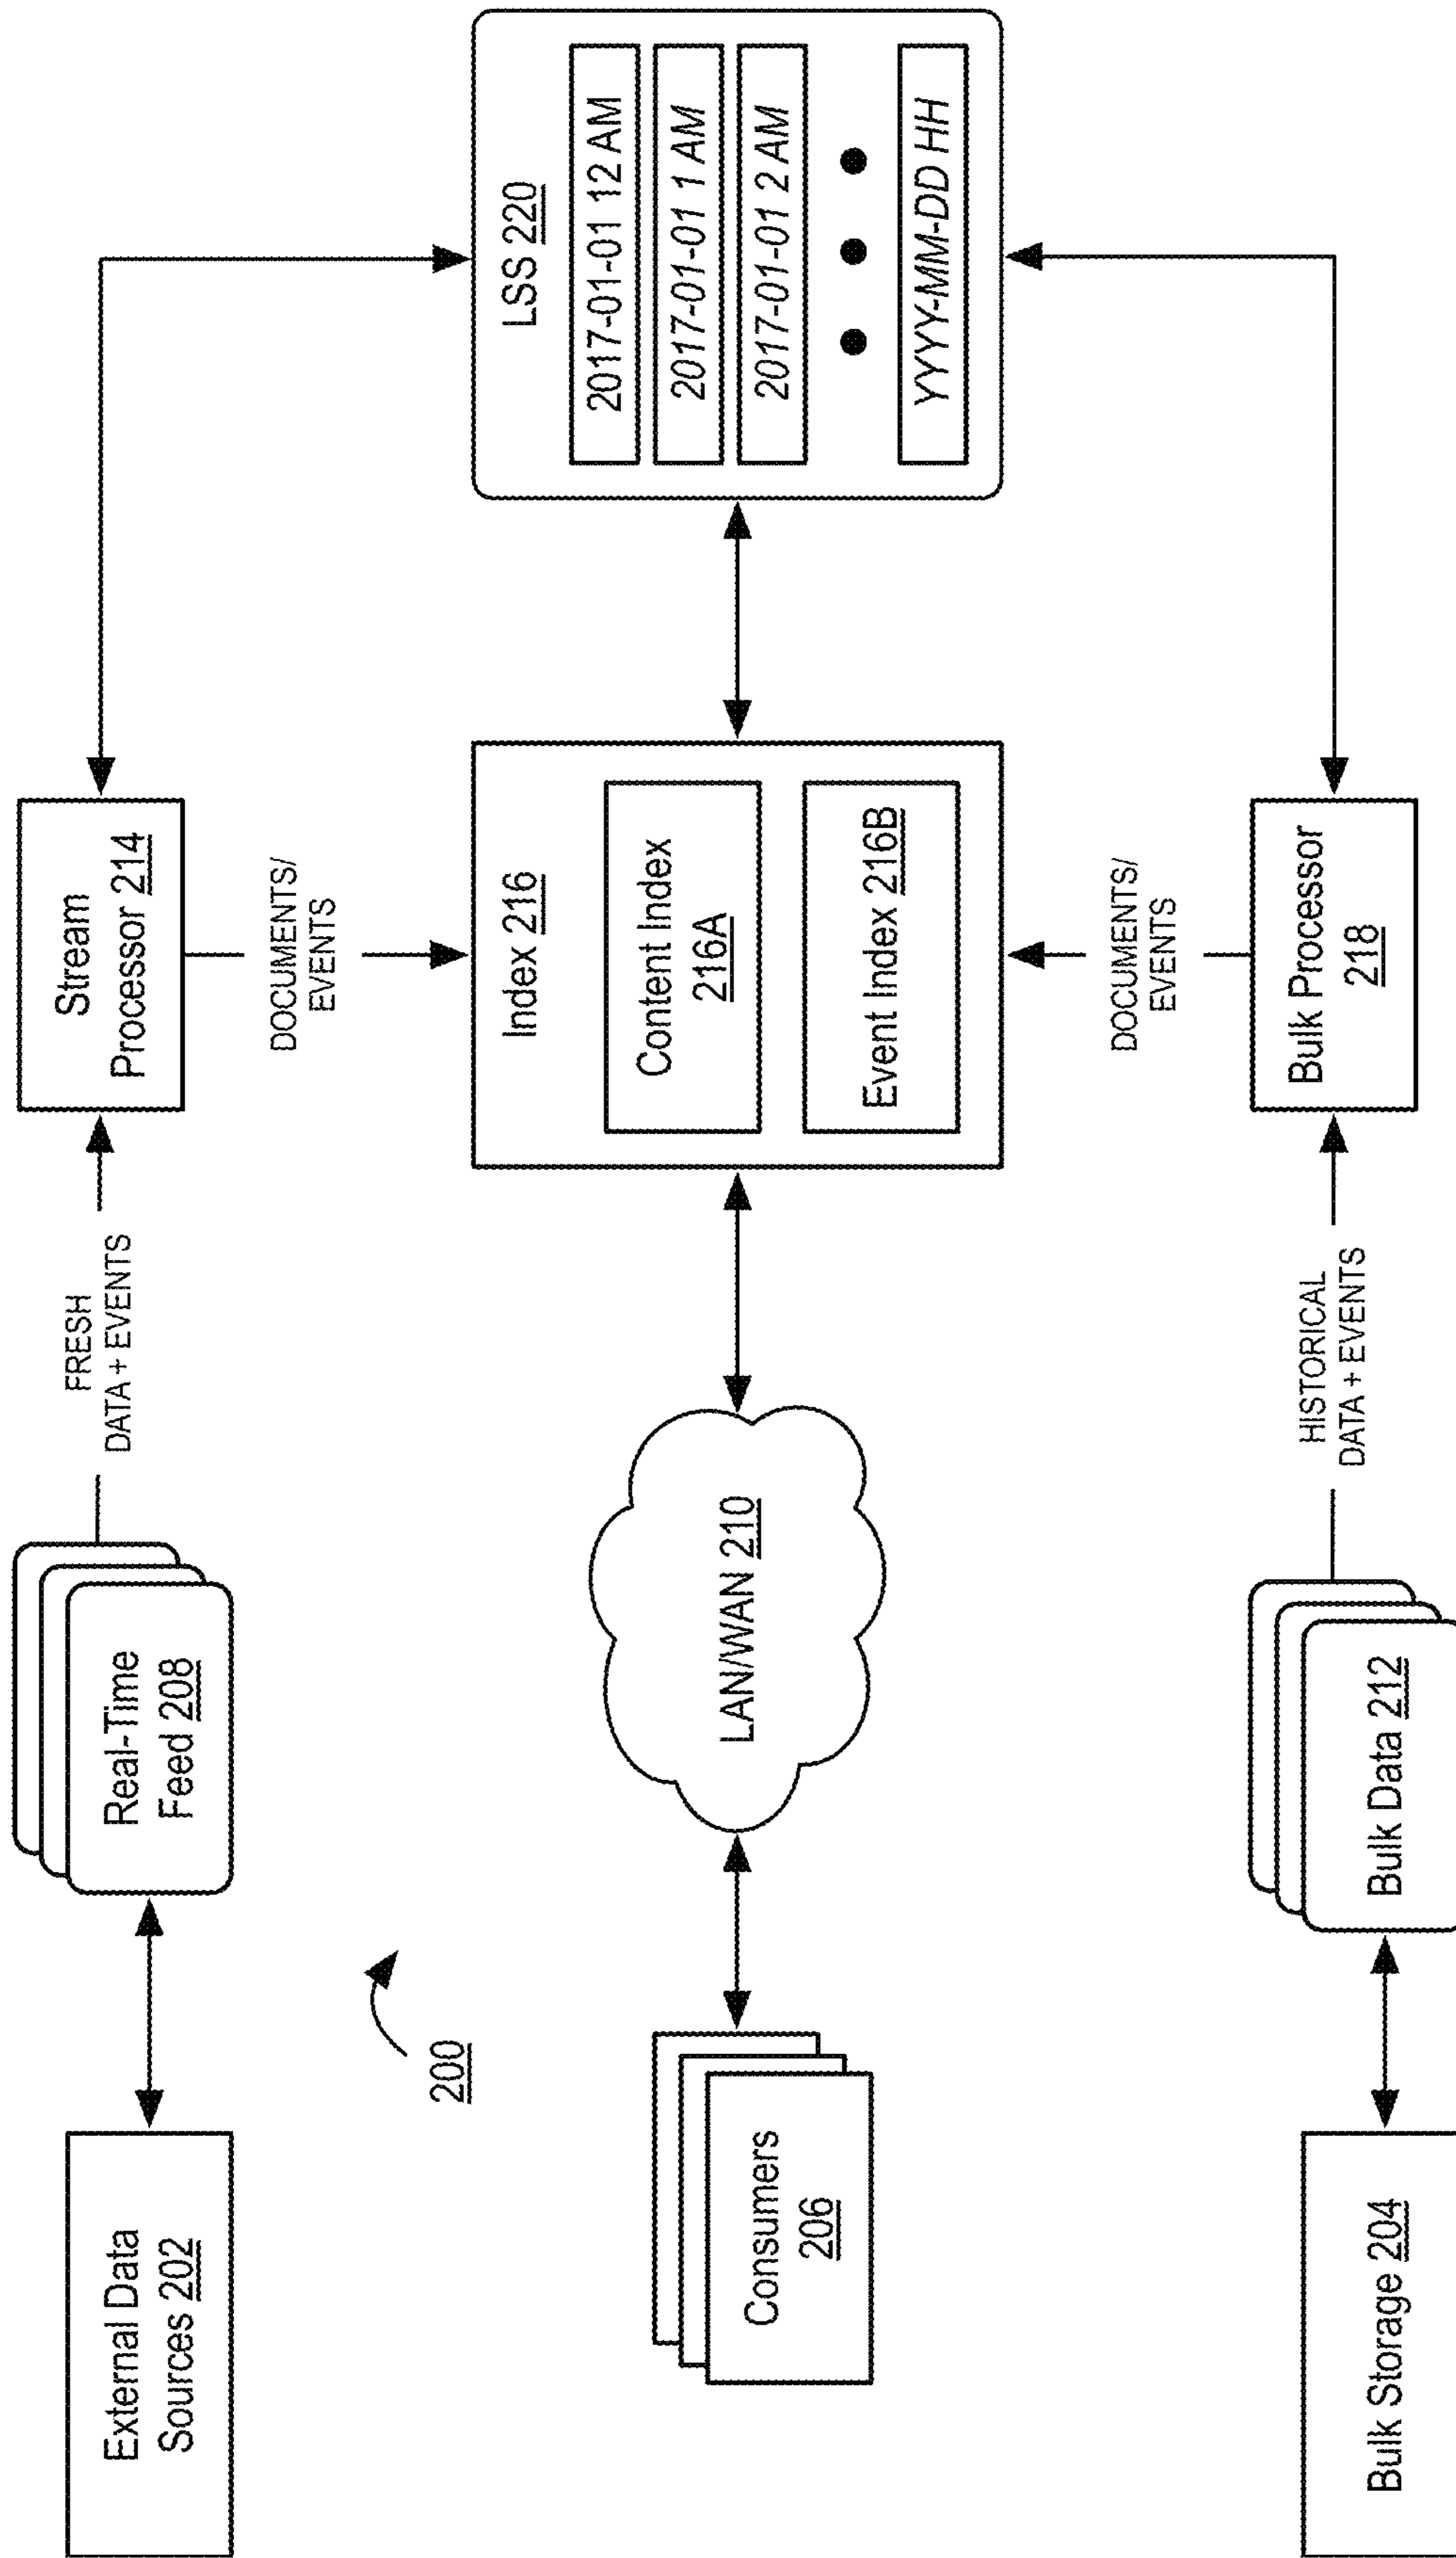 External Data
Sources 202
Real-Time
Feed 208
FRESH
DATA + EVENTS
Stream
Processor 214
DOCUMENTS/
EVENTS
200
Consumers
206
LAN/WAN 210
Index 216
Content Index
216A
Event Index 216B
LSS 220
2017-01-01 12 AM
2017-01-01 1 AM
2017-01-01 2 AM
YYYY-MM-DD HH
DOCUMENTS/
EVENTS
Bulk Storage 204
Bulk Data 212
HISTORICAL
DATA + EVENTS
Bulk Processor
218